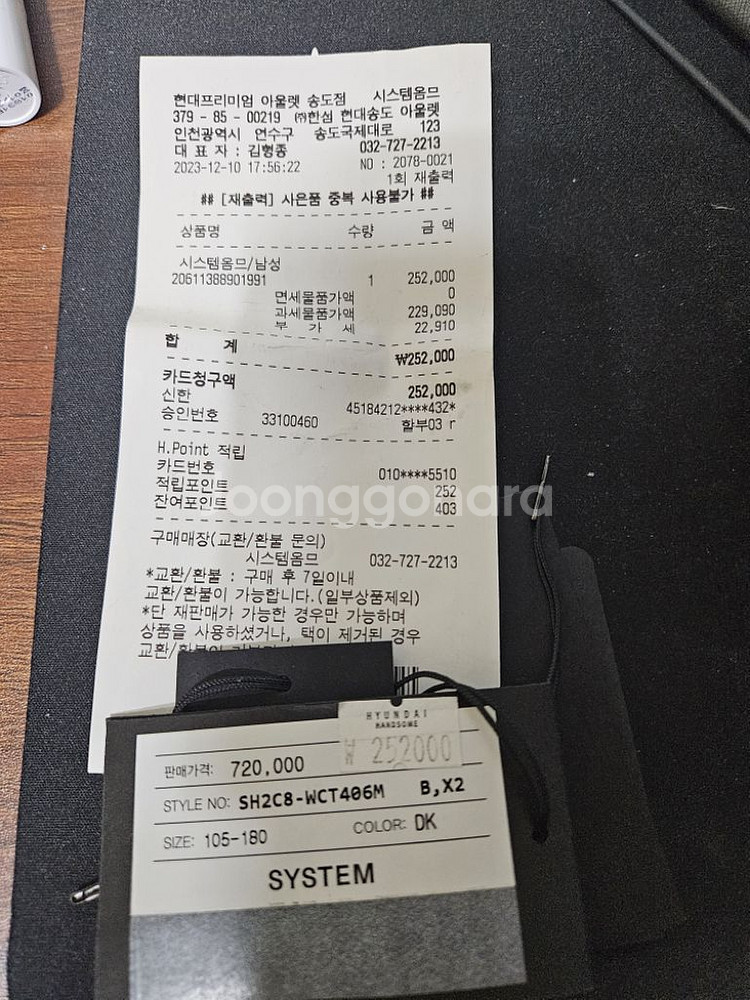 현대프리미엄 아울렛 송도점 시스템옴므
379 - 85 - 00219 ㈜한섬 현대송도 아울렛
인천광역시 연수구 송도국제대로 123
대 표 자 : 김형종 032-727-2213
2023-12-10 17:56:22 NO : 2078-0021
1회 재출력
## [재출력] 사은품 중복 사용불가 ##
상품명 수량 금 액
시스템옴므/남성
20611388901991 1 252,000
면세물품가액 0
과세물품가액 229,090
부 가 세 22,910
합 계 ₩252,000
카드청구액 252,000
신한 45184212****432*
승인번호 33100460 할부03 r
H.Point 적립
카드번호 010****5510
적립포인트 252
잔여포인트 403
joonggonara
구매매장(교환/환불 문의)
시스템옴므 032-727-2213
*교환/환불 : 구매 후 7일이내
교환/환불이 가능합니다.(일부상품제외)
*단 재판매가 가능한 경우만 가능하며
상품을 사용하셨거나, 택이 제거된 경우
교환/환불이
HYUNDAI
HANDSOME
₩ 252000
판매가격: 720,000
STYLE NO: SH2C8-WCT406M B,X2
SIZE: 105-180 COLOR: DK
SYSTEM